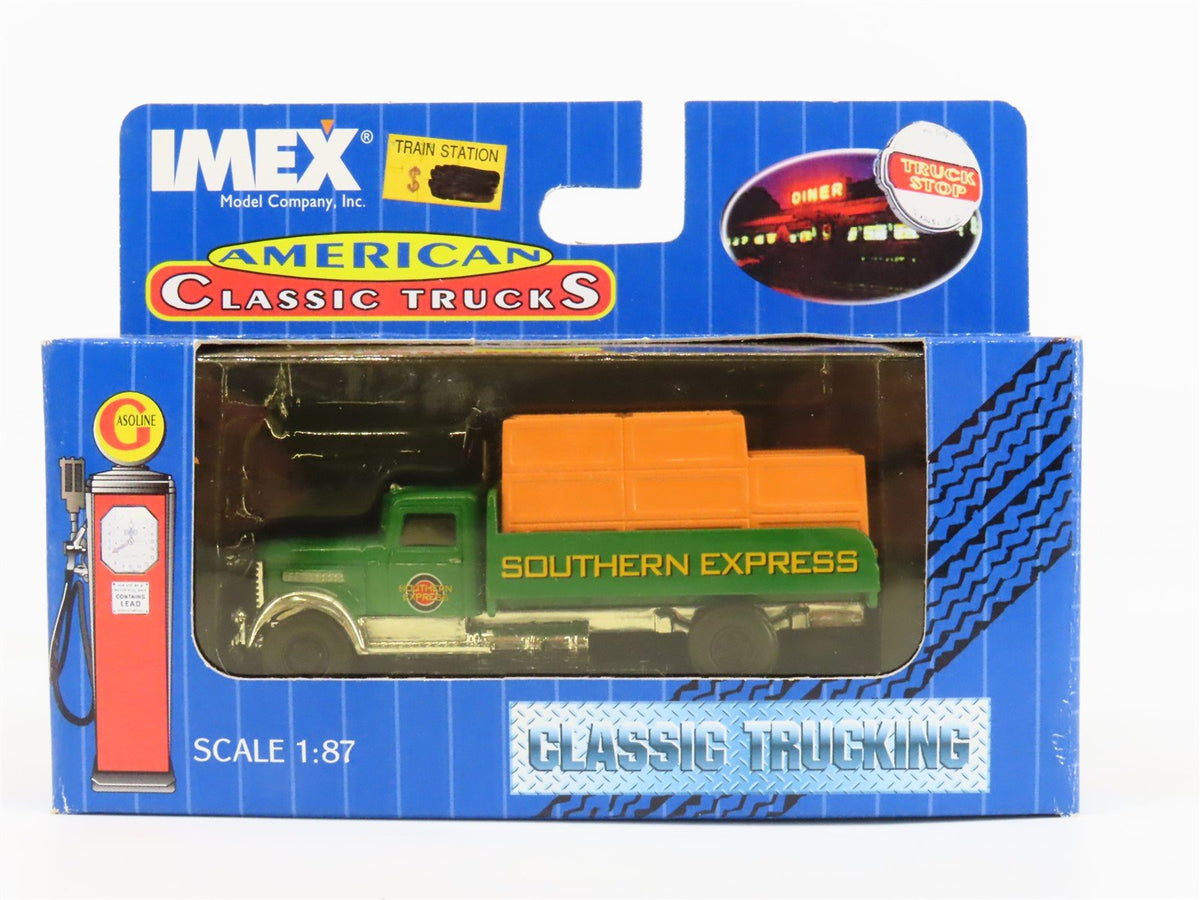 IMEX®
Model Company, Inc.
TRAIN STATION
$
AMERICAN
CLASSIC TRUCKS
DINER
TRUCK
STOP
GASOLINE
CONTAINS
LEAD
SOUTHERN EXPRESS
SOUTHERN
EXPRESS
SCALE 1:87
CLASSIC TRUCKING